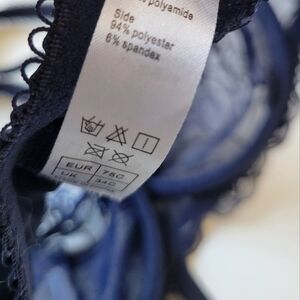 polyamide
Side
94% polyester
6% spandex
EUR 75C
UK 34C